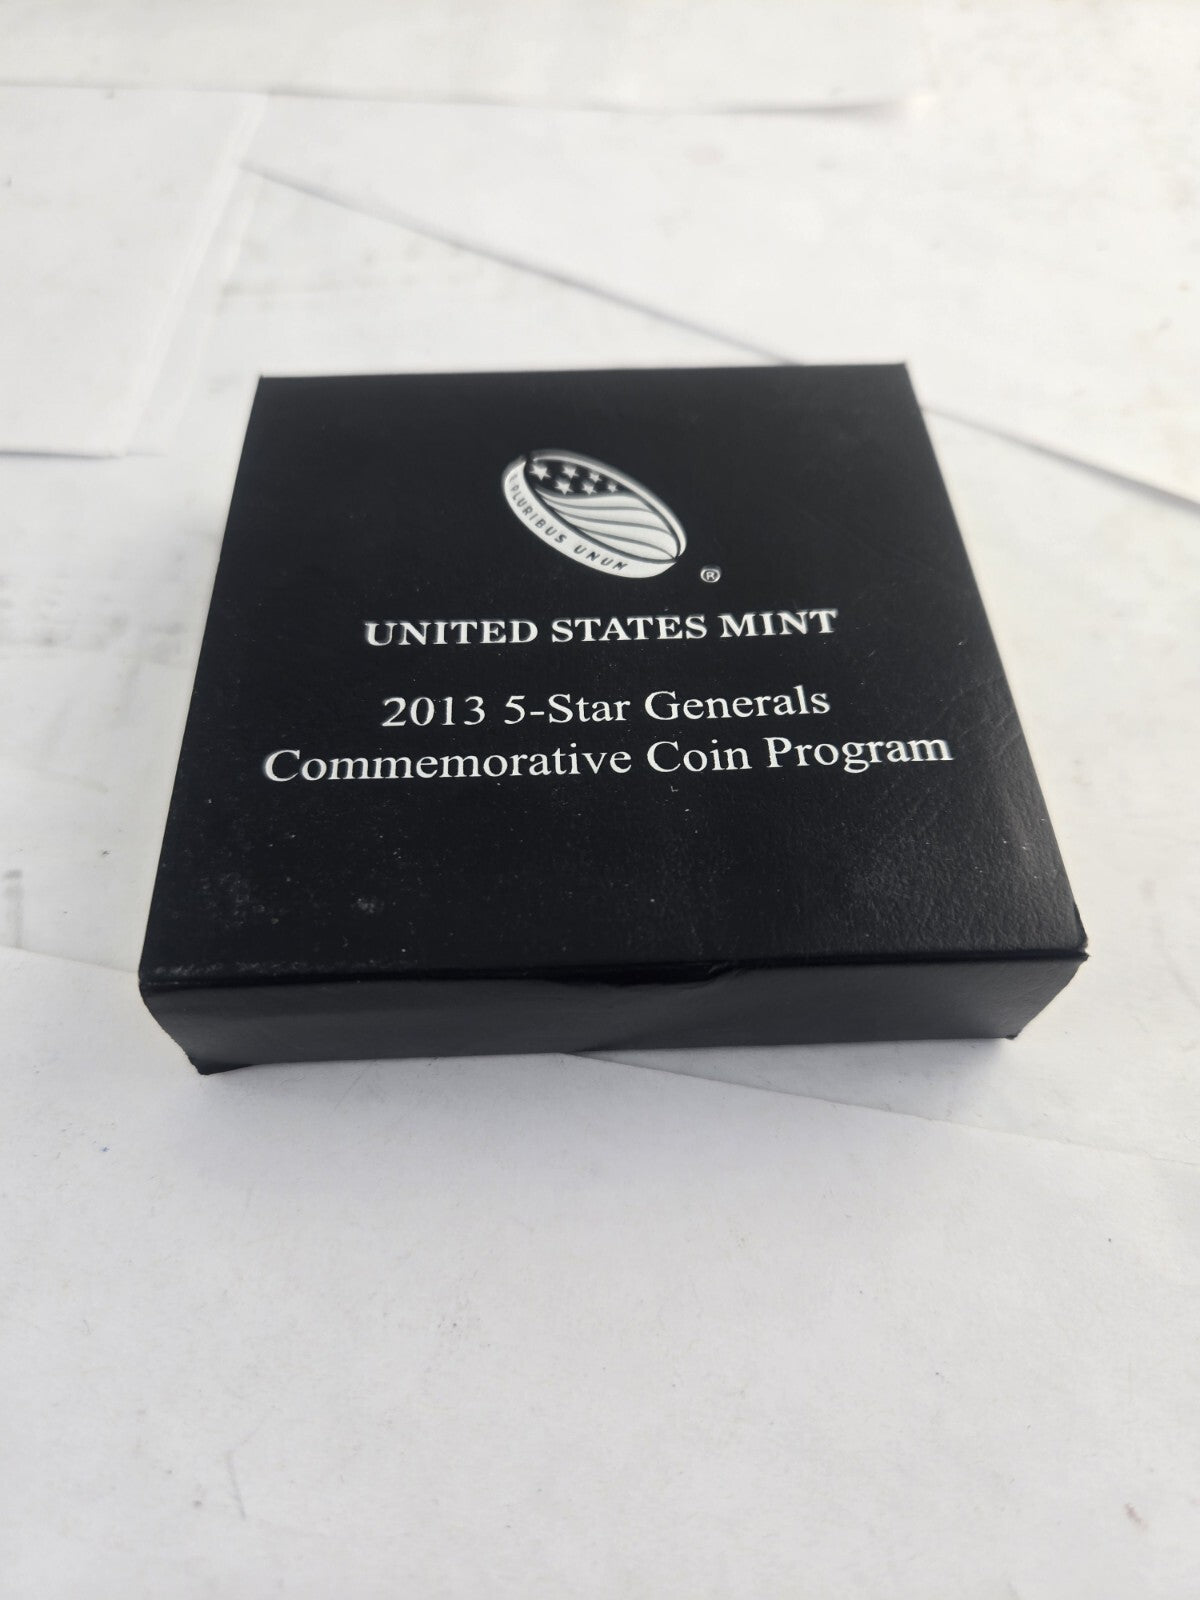 E PLURIBUS UNUM
®
UNITED STATES MINT
2013 5-Star Generals
Commemorative Coin Program